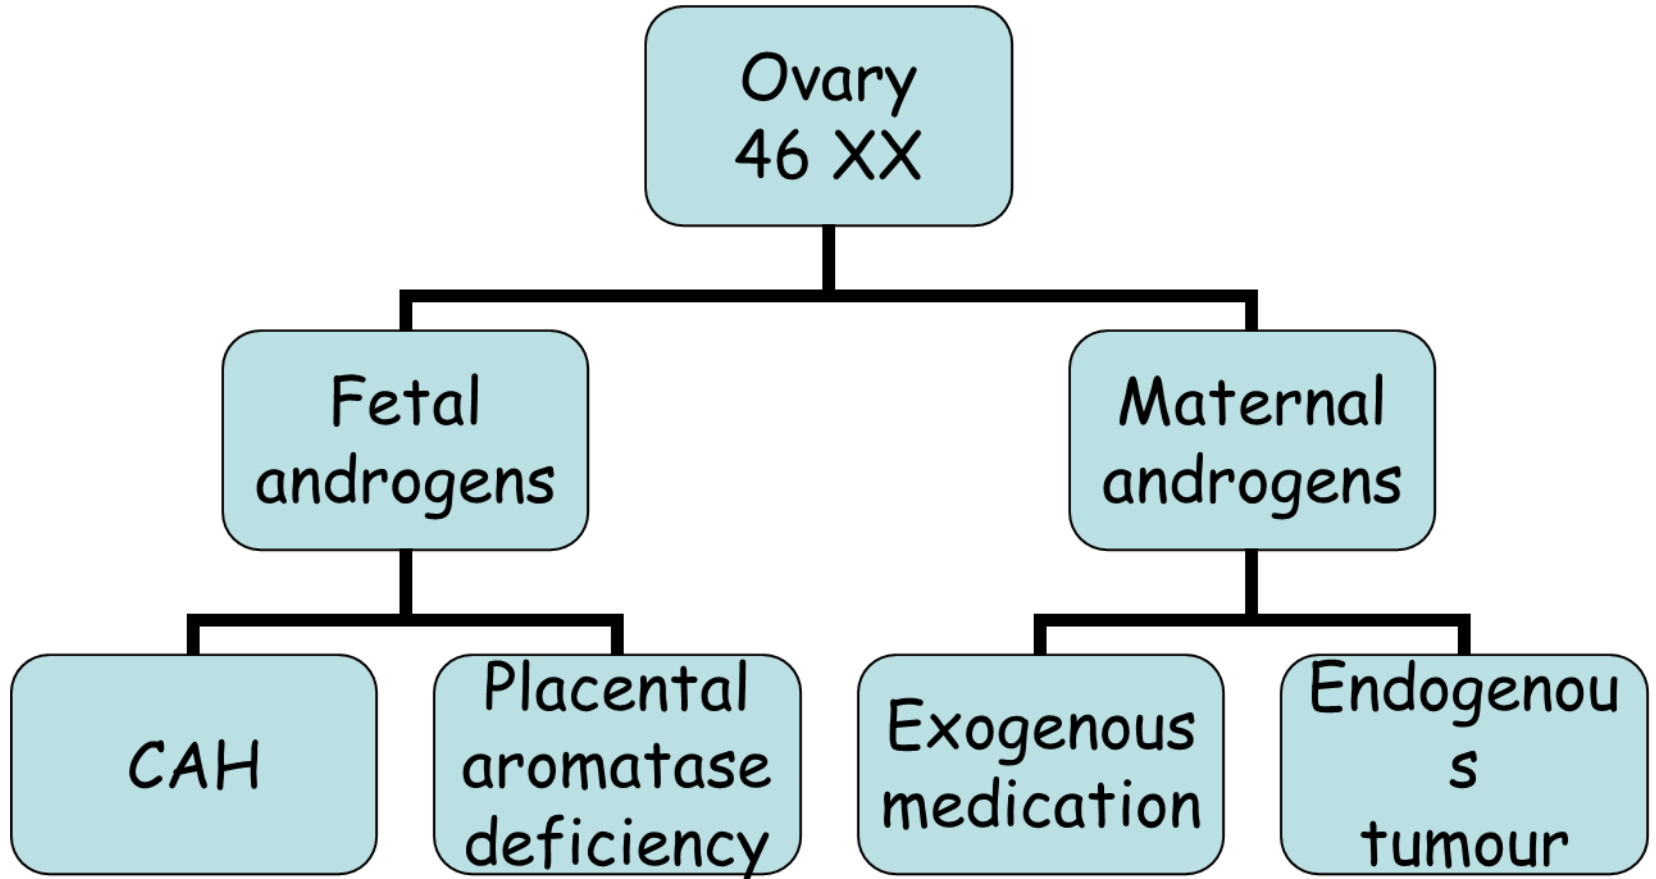 Ovary
46 XX
Fetal
androgens
Maternal
androgens
CAH
Placental
aromatase
deficiency
Exogenous
medication
Endogenou
s
tumour